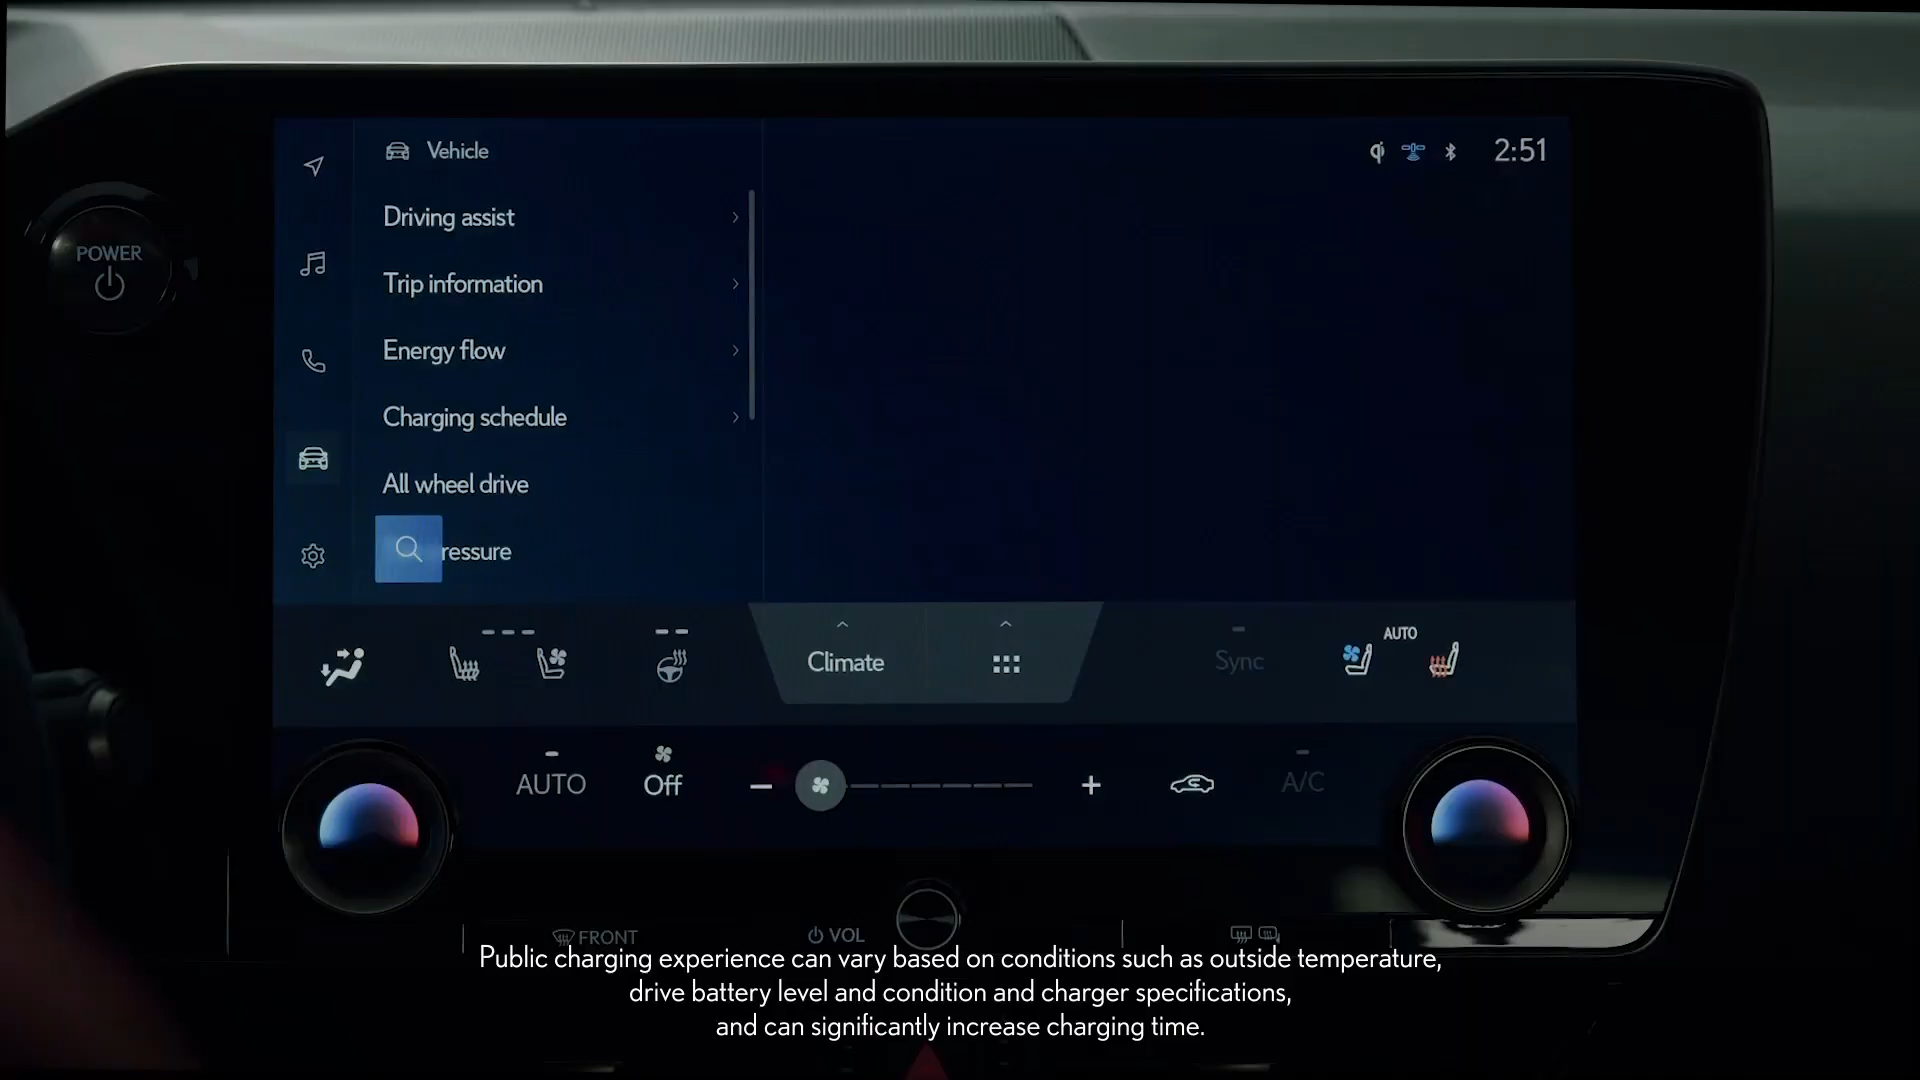 Vehicle
2:51
Driving assist
Trip information
Energy flow
Charging schedule
All wheel drive
ressure
POWER
AUTO
Climate
Sync
AUTO
Off
A/C
FRONT
VOL
Public charging experience can vary based on conditions such as outside temperature,
drive battery level and condition and charger specifications,
and can significantly increase charging time.